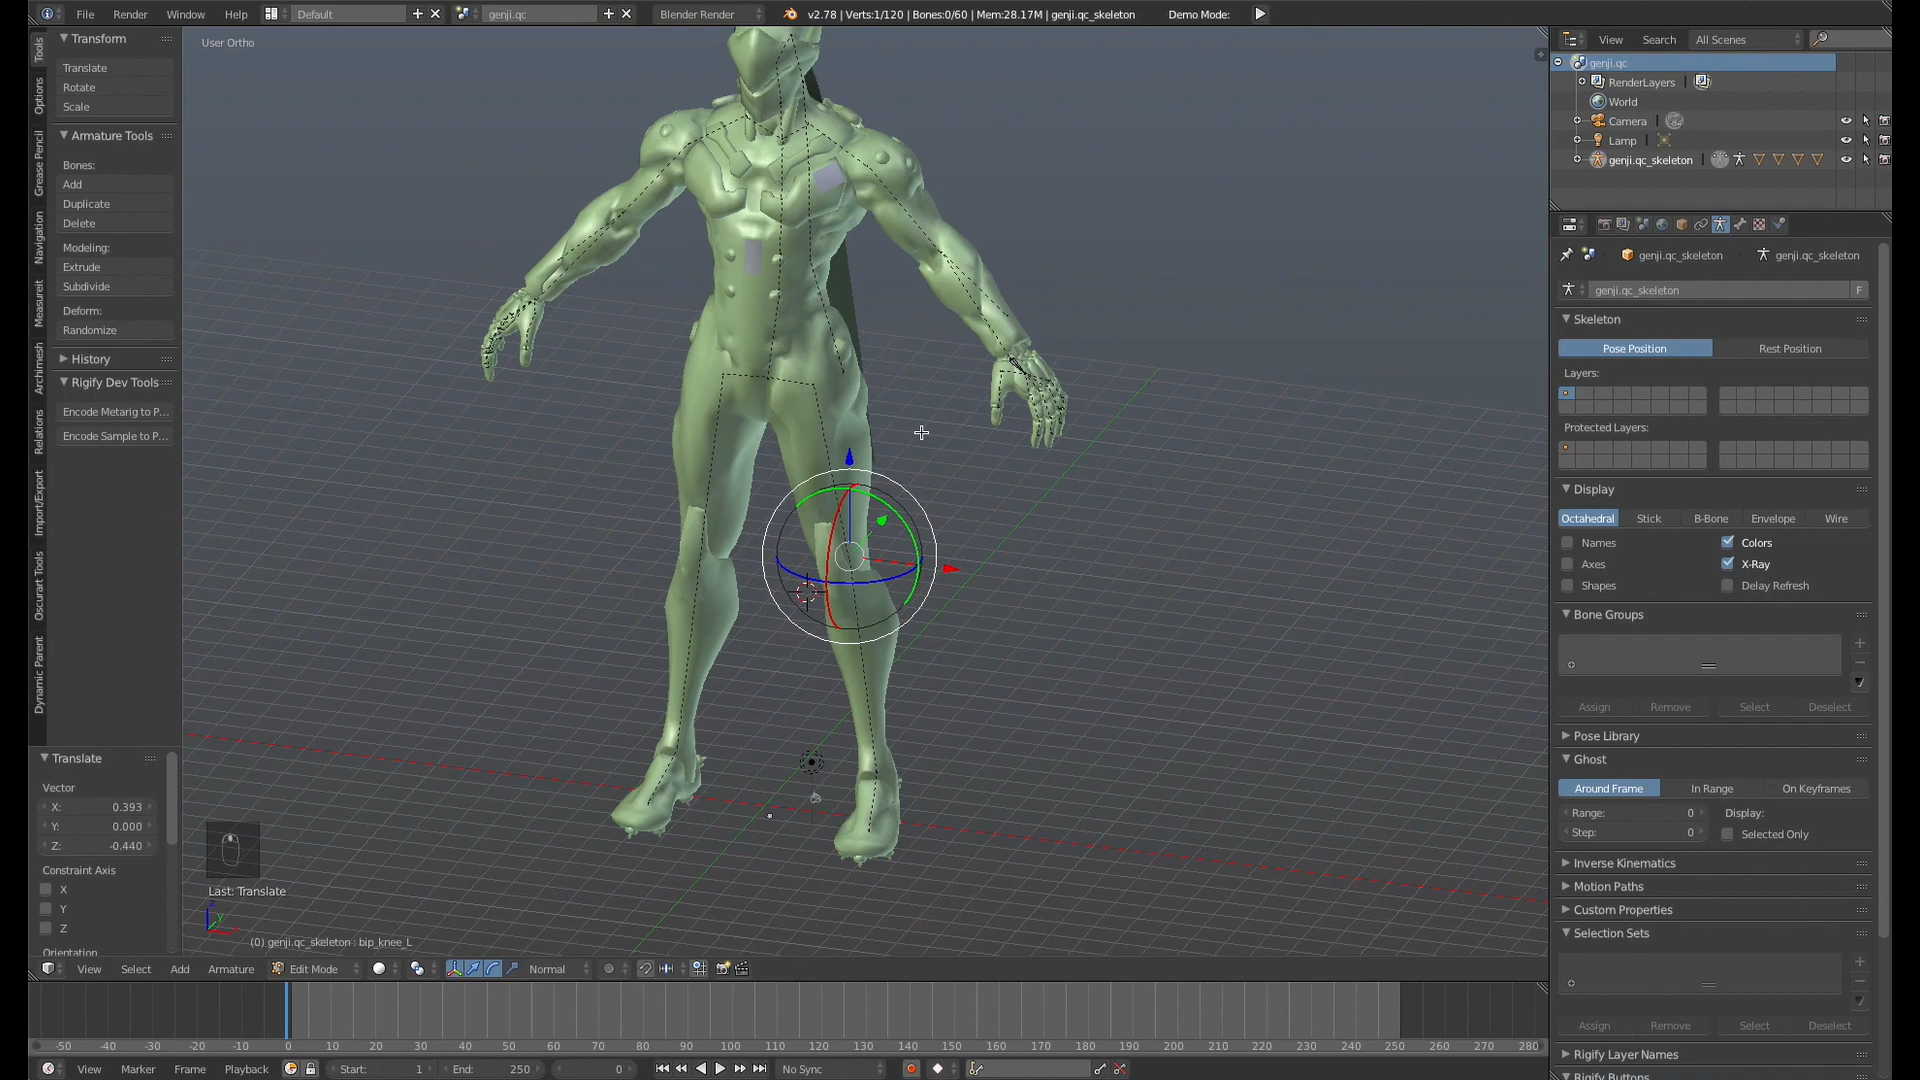 File Render Window Help Default genji.qc Blender Render v2.78 | Verts:1/120 | Bones:0/60 | Mem:28.17M | genji.qc_skeleton Demo Mode:
Tools
Options
Grease Pencil
Navigation
Measureit
Archimesh
Relations
Import/Export
Oscurart Tools
Dynamic Parent
Transform
Translate
Rotate
Scale
Armature Tools
Bones:
Add
Duplicate
Delete
Modeling:
Extrude
Subdivide
Deform:
Randomize
History
Rigify Dev Tools
Encode Metarig to P...
Encode Sample to P...
Translate
Vector
X: 0.393
Y: 0.000
Z: -0.440
Constraint Axis
X
Y
Z
Orientation
User Ortho
Last: Translate
z
y
(0) genji.qc_skeleton : bip_knee_L
View Select Add Armature Edit Mode Normal
-50 -40 -30 -20 -10 0 10 20 30 40 50 60 70 80 90 100 110 120 130 140 150 160 170 180 190 200 210 220 230 240 250 260 270 280
View Marker Frame Playback Start: 1 End: 250 0 No Sync
View Search All Scenes
genji.qc
RenderLayers |
World
Camera |
Lamp |
genji.qc_skeleton |
genji.qc_skeleton genji.qc_skeleton
genji.qc_skeleton F
Skeleton
Pose Position Rest Position
Layers:
Protected Layers:
Display
Octahedral Stick B-Bone Envelope Wire
Names Colors
Axes X-Ray
Shapes Delay Refresh
Bone Groups
Assign Remove Select Deselect
Pose Library
Ghost
Around Frame In Range On Keyframes
Range: 0 Display:
Step: 0 Selected Only
Inverse Kinematics
Motion Paths
Custom Properties
Selection Sets
Assign Remove Select Deselect
Rigify Layer Names
Rigify Buttons